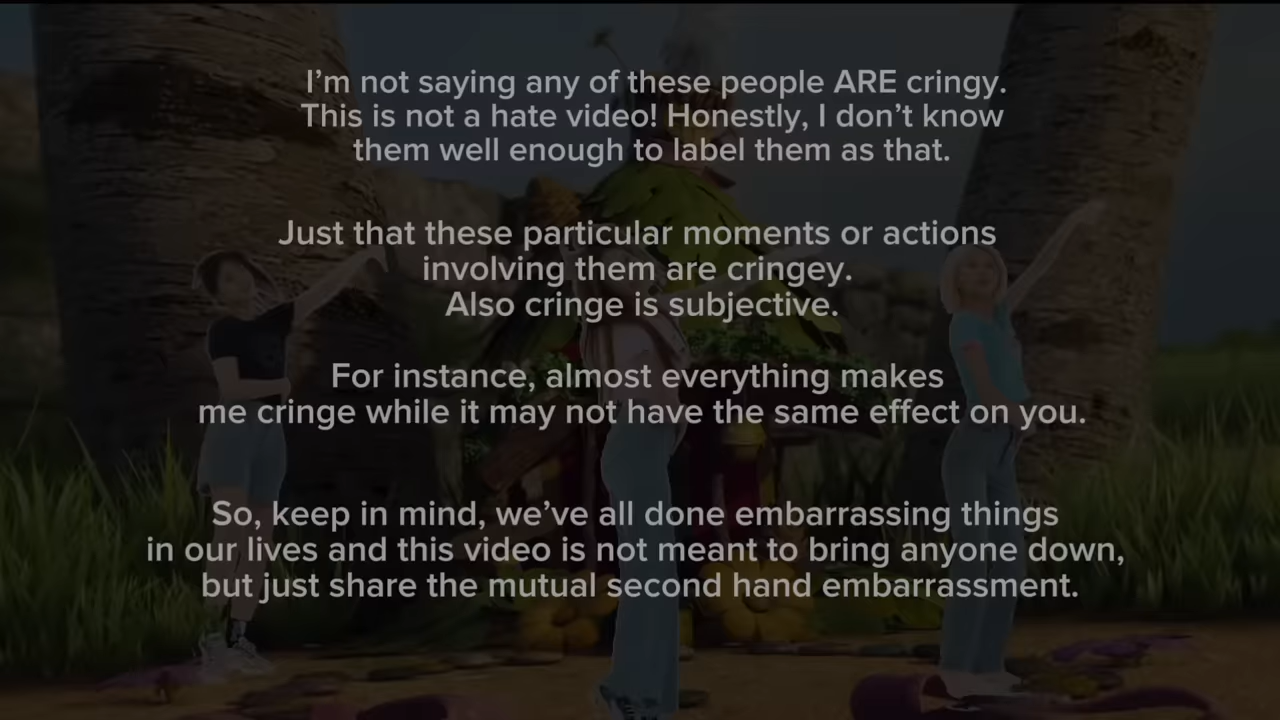 I’m not saying any of these people ARE cringy.
This is not a hate video! Honestly, I don’t know
them well enough to label them as that.
Just that these particular moments or actions
involving them are cringey.
Also cringe is subjective.
For instance, almost everything makes
me cringe while it may not have the same effect on you.
So, keep in mind, we’ve all done embarrassing things
in our lives and this video is not meant to bring anyone down,
but just share the mutual second hand embarrassment.